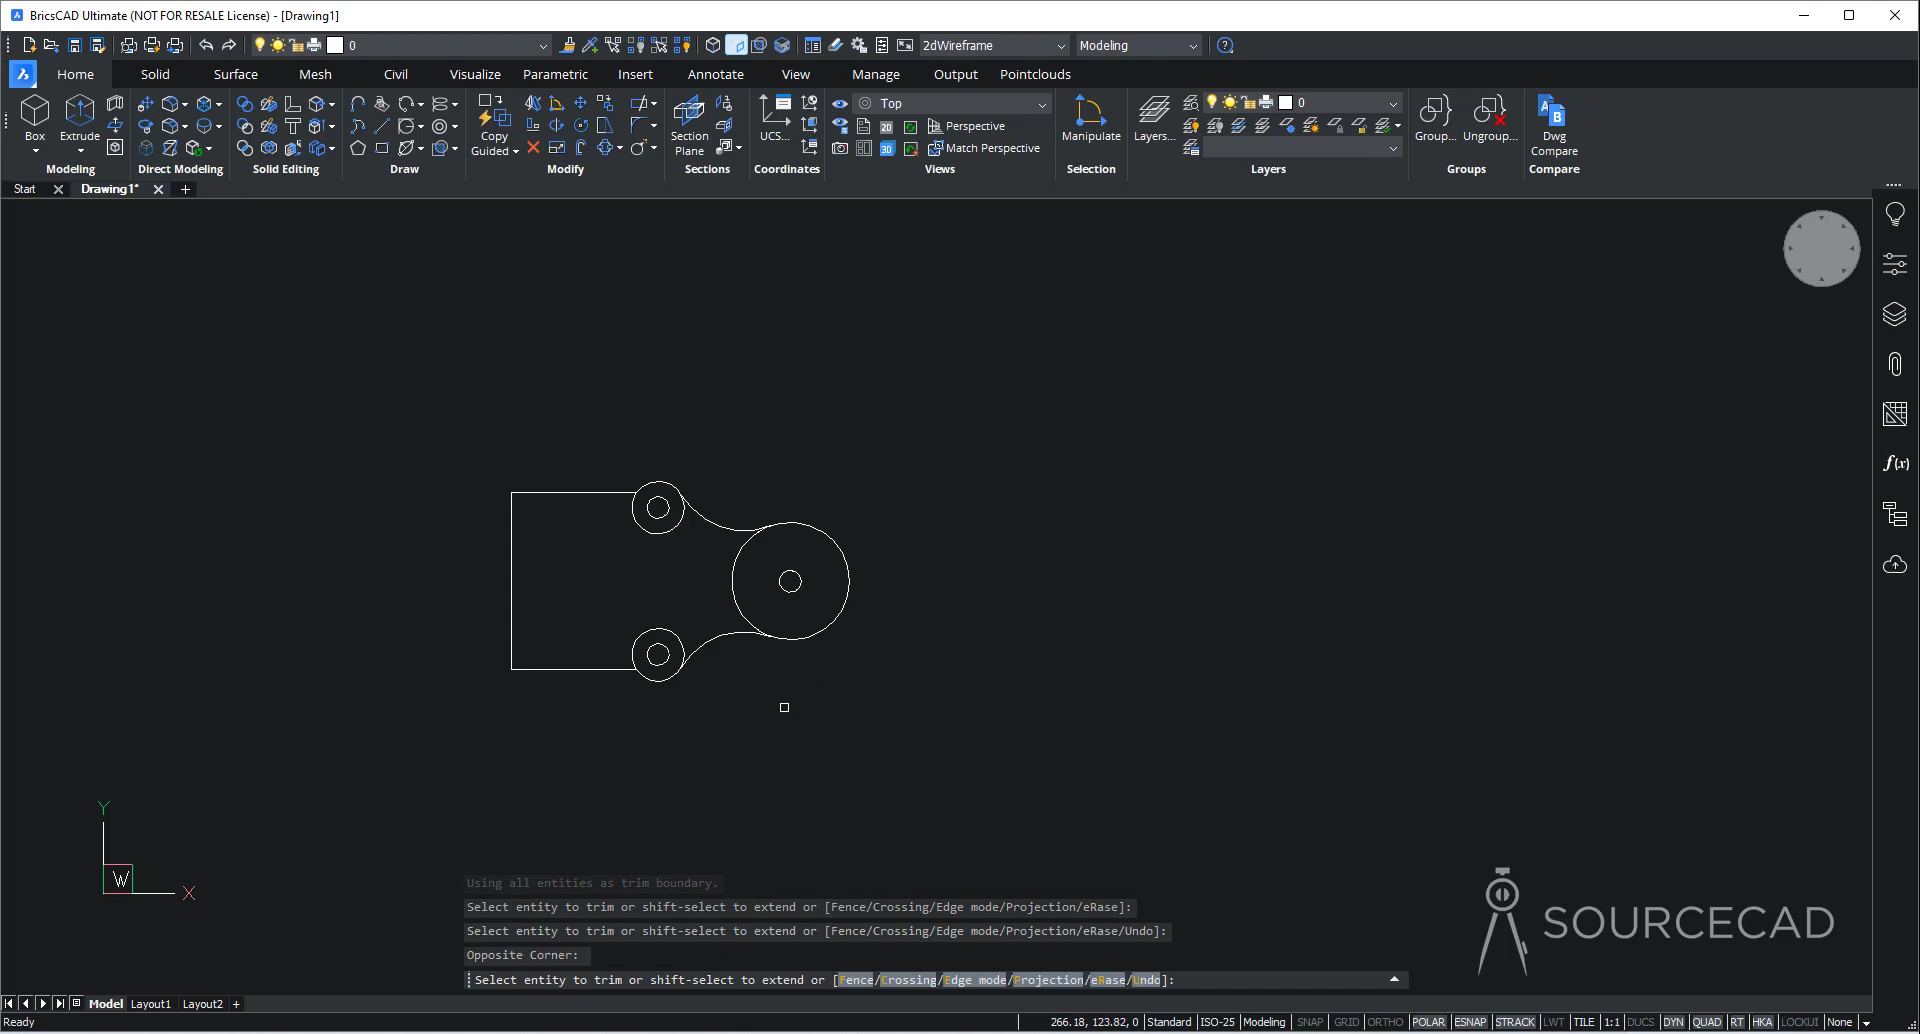 BricsCAD Ultimate (NOT FOR RESALE License) - [Drawing1]
0 2dWireframe Modeling
Home Solid Surface Mesh Civil Visualize Parametric Insert Annotate View Manage Output Pointclouds
Box Extrude Copy Guided Section Plane UCS... Top Perspective 2D 3D Match Perspective Manipulate Layers... 0 Group... Ungroup... A B Dwg Compare
Modeling Direct Modeling Solid Editing Draw Modify Sections Coordinates Views Selection Layers Groups Compare
Start Drawing1* +
f(x)
Y
W
X
Using all entities as trim boundary.
Select entity to trim or shift-select to extend or [Fence/Crossing/Edge mode/Projection/eRase]:
Select entity to trim or shift-select to extend or [Fence/Crossing/Edge mode/Projection/eRase/Undo]:
Opposite Corner:
Select entity to trim or shift-select to extend or [Fence/Crossing/Edge mode/Projection/eRase/Undo]:
SOURCECAD
Model Layout1 Layout2 +
Ready 266.18, 123.82, 0 Standard ISO-25 Modeling SNAP GRID ORTHO POLAR ESNAP STRACK LWT TILE 1:1 DUCS DYN QUAD RT HKA LOCKUI None